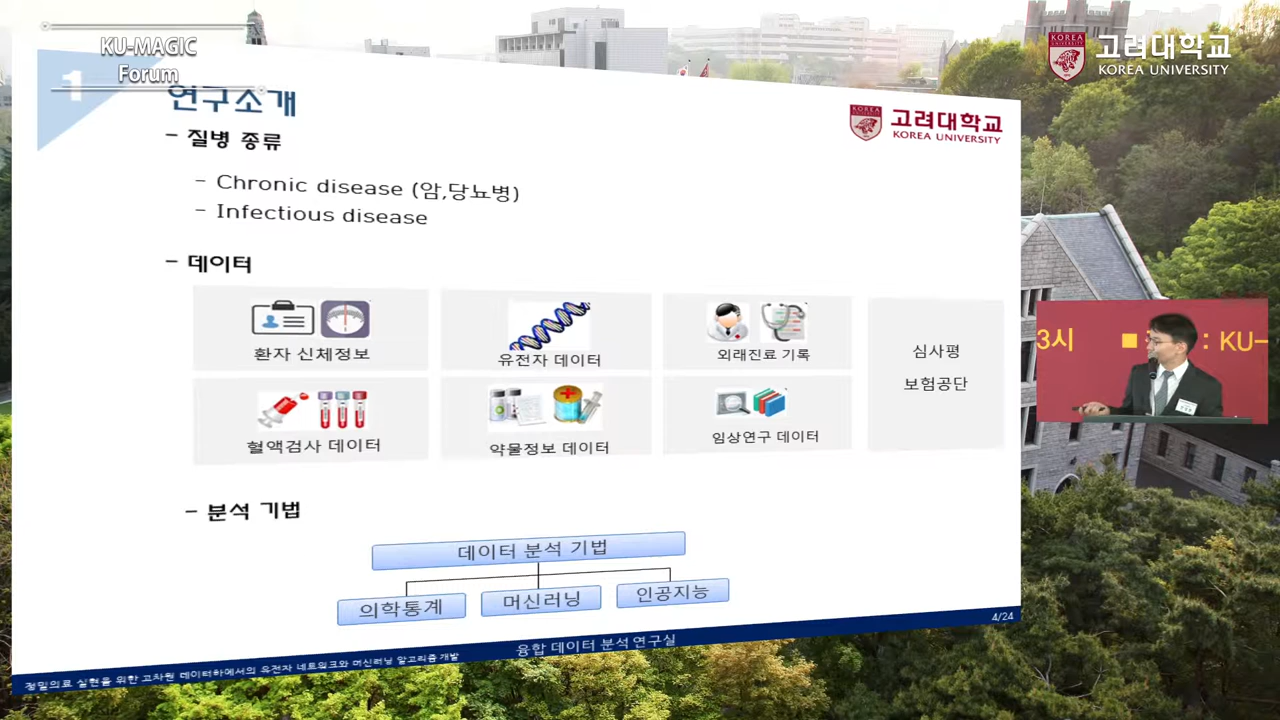 KU-MAGIC
Forum
고려대학교
KOREA UNIVERSITY
1
연구소개
KOREA
고려대학교
KOREA UNIVERSITY
- 질병 종류
- Chronic disease (암,당뇨병)
- Infectious disease
- 데이터
환자 신체정보
유전자 데이터
외래진료 기록
심사평
보험공단
혈액검사 데이터
약물정보 데이터
임상연구 데이터
3시
■
: KU-
- 분석 기법
데이터 분석 기법
의학통계
머신러닝
인공지능
4/24
정밀의료 실현을 위한 고차원 데이터하에서의 유전자 네트워크와 머신러닝 알고리즘 개발
융합 데이터 분석 연구실